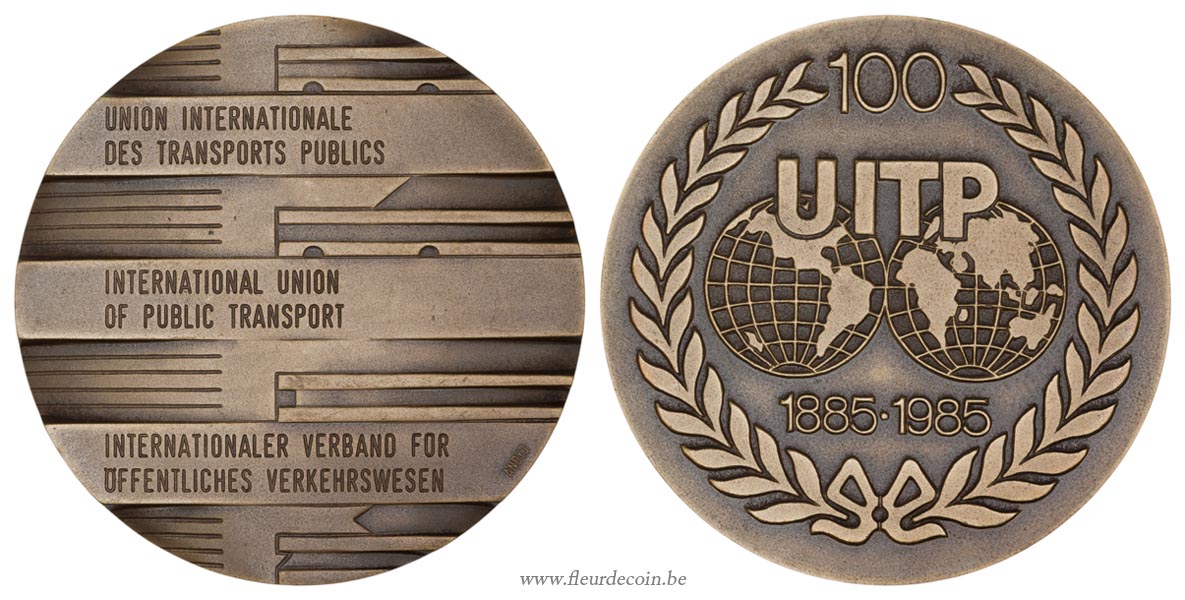 UNION INTERNATIONALE
DES TRANSPORTS PUBLICS
INTERNATIONAL UNION
OF PUBLIC TRANSPORT
INTERNATIONALER VERBAND FOR
ÖFFENTLICHES VERKEHRSWESEN
100
UITP
1885·1985
www.fleurdecoin.be